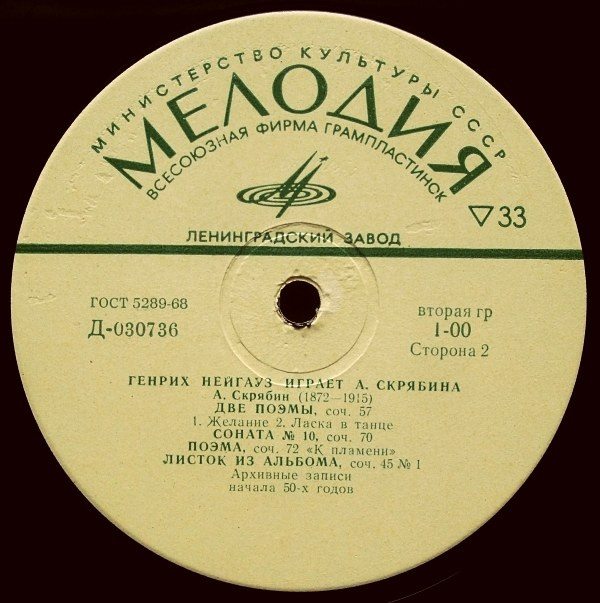 МИНИСТЕРСТВО КУЛЬТУРЫ СССР
МЕЛОДИЯ
ВСЕСОЮЗНАЯ ФИРМА ГРАМПЛАСТИНОК
▽33
ЛЕНИНГРАДСКИЙ ЗАВОД
ГОСТ 5289-68
Д-030736
вторая гр
1-00
Сторона 2
ГЕНРИХ НЕЙГАУЗ ИГРАЕТ А. СКРЯБИНА
А. Скрябин (1872—1915)
ДВЕ ПОЭМЫ, соч. 57
1. Желание 2. Ласка в танце
СОНАТА № 10, соч. 70
ПОЭМА, соч. 72 «К пламени»
ЛИСТОК ИЗ АЛЬБОМА, соч. 45 № 1
Архивные записи
начала 50-х годов